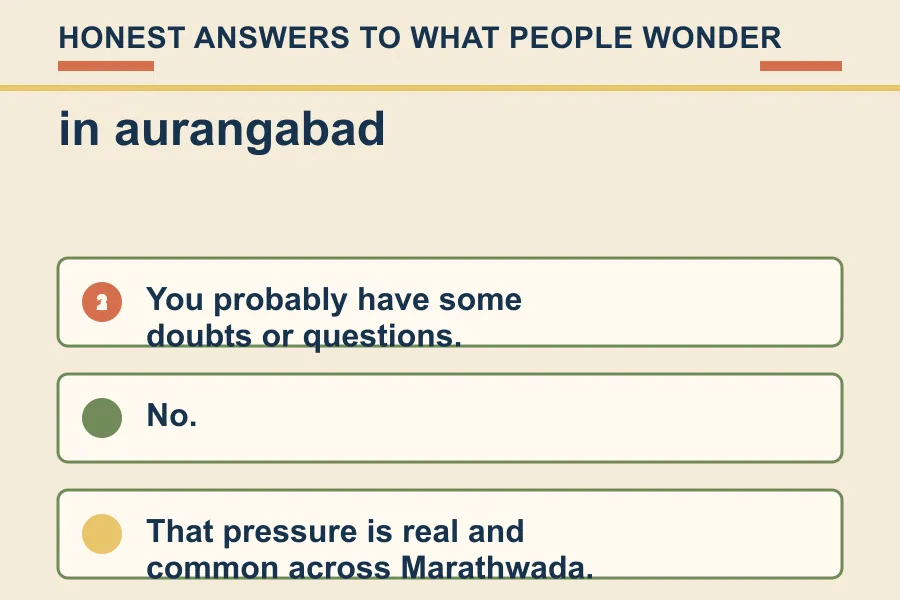 HONEST ANSWERS TO WHAT PEOPLE WONDER
in aurangabad
You probably have some
doubts or questions.
No.
That pressure is real and
common across Marathwada.